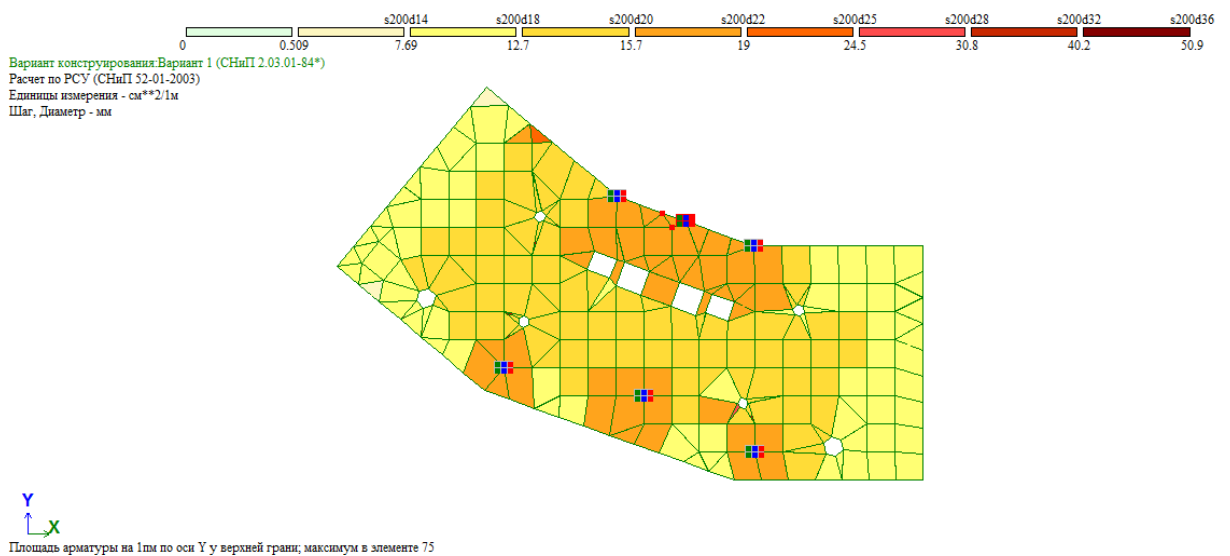 s200d14 s200d18 s200d20 s200d22 s200d25 s200d28 s200d32 s200d36
0 0.509 7.69 12.7 15.7 19 24.5 30.8 40.2 50.9
Вариант конструирования:Вариант 1 (СНиП 2.03.01-84*)
Расчет по РСУ (СНиП 52-01-2003)
Единицы измерения - см**2/1м
Шаг, Диаметр - мм
Y
X
Площадь арматуры на 1пм по оси Y у верхней грани; максимум в элементе 75